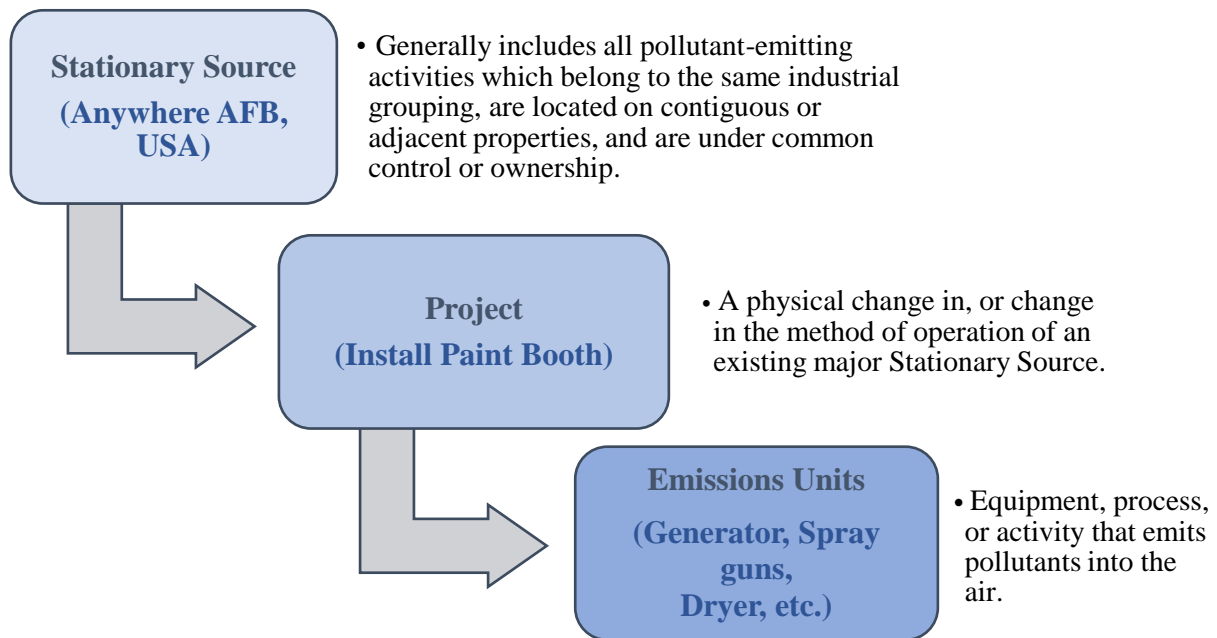 Stationary Source
(Anywhere AFB,
USA)
• Generally includes all pollutant-emitting
activities which belong to the same industrial
grouping, are located on contiguous or
adjacent properties, and are under common
control or ownership.
Project
(Install Paint Booth)
• A physical change in, or change
in the method of operation of an
existing major Stationary Source.
Emissions Units
(Generator, Spray
guns,
Dryer, etc.)
• Equipment, process,
or activity that emits
pollutants into the
air.